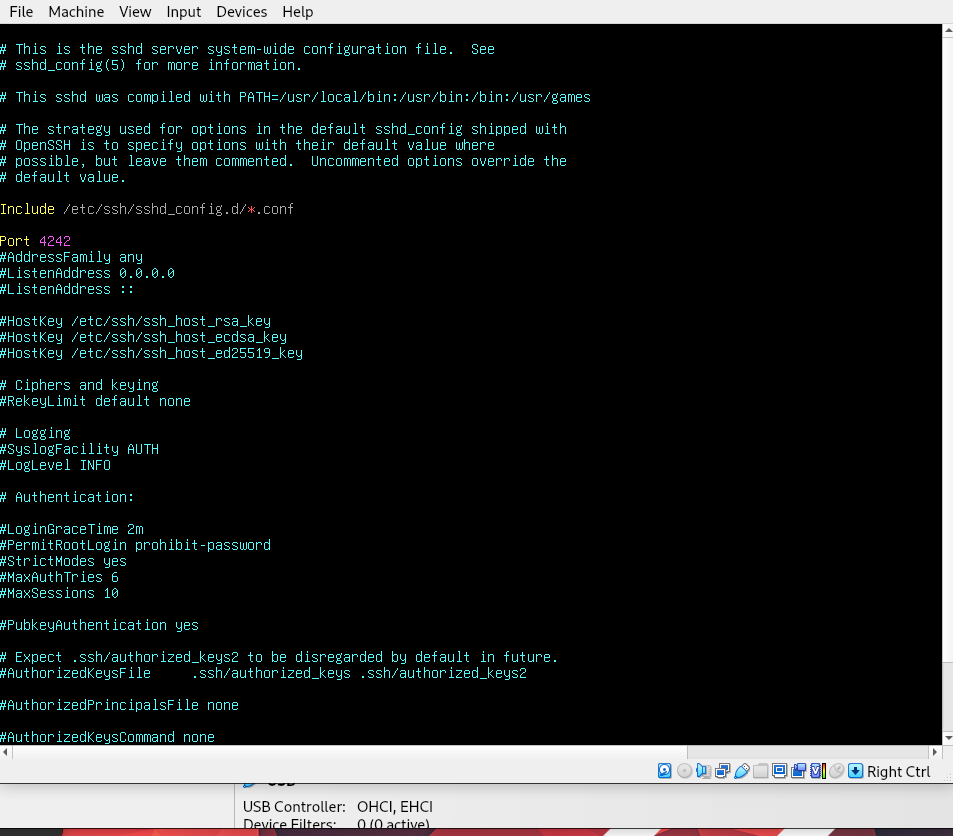 File Machine View Input Devices Help
# This is the sshd server system-wide configuration file.  See
# sshd_config(5) for more information.
# This sshd was compiled with PATH=/usr/local/bin:/usr/bin:/bin:/usr/games
# The strategy used for options in the default sshd_config shipped with
# OpenSSH is to specify options with their default value where
# possible, but leave them commented.  Uncommented options override the
# default value.
Include /etc/ssh/sshd_config.d/*.conf
Port 4242
#AddressFamily any
#ListenAddress 0.0.0.0
#ListenAddress ::
#HostKey /etc/ssh/ssh_host_rsa_key
#HostKey /etc/ssh/ssh_host_ecdsa_key
#HostKey /etc/ssh/ssh_host_ed25519_key
# Ciphers and keying
#RekeyLimit default none
# Logging
#SyslogFacility AUTH
#LogLevel INFO
# Authentication:
#LoginGraceTime 2m
#PermitRootLogin prohibit-password
#StrictModes yes
#MaxAuthTries 6
#MaxSessions 10
#PubkeyAuthentication yes
# Expect .ssh/authorized_keys2 to be disregarded by default in future.
#AuthorizedKeysFile     .ssh/authorized_keys .ssh/authorized_keys2
#AuthorizedPrincipalsFile none
#AuthorizedKeysCommand none
Right Ctrl
USB
USB Controller: OHCI, EHCI
Device Filters: 0 (0 active)